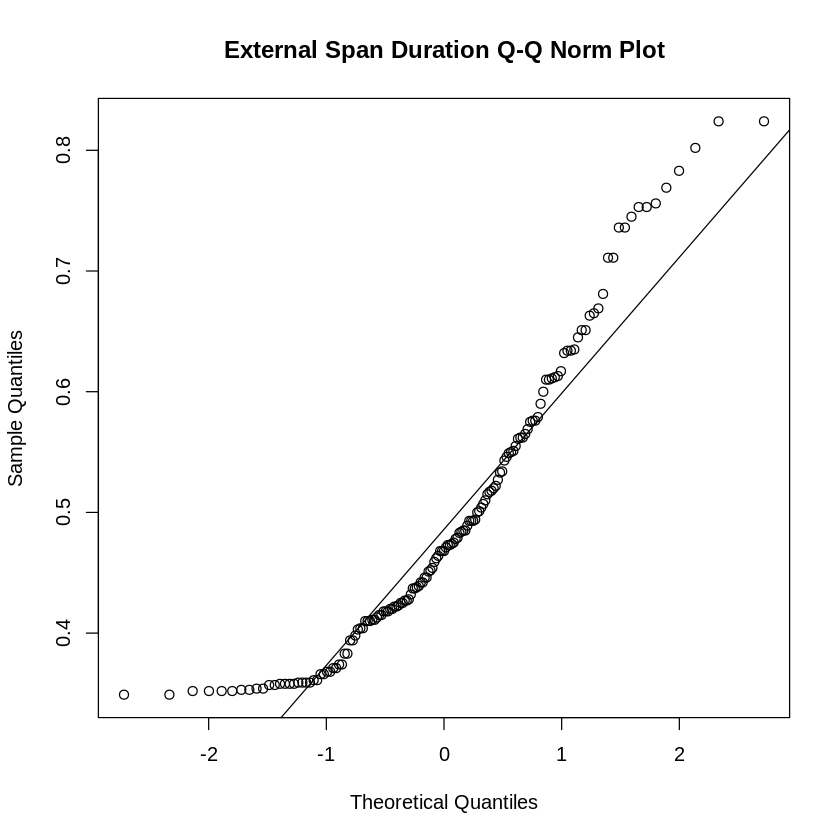 External Span Duration Q-Q Norm Plot
Sample Quantiles
0.8
0.7
0.6
0.5
0.4
-2 -1 0 1 2
Theoretical Quantiles